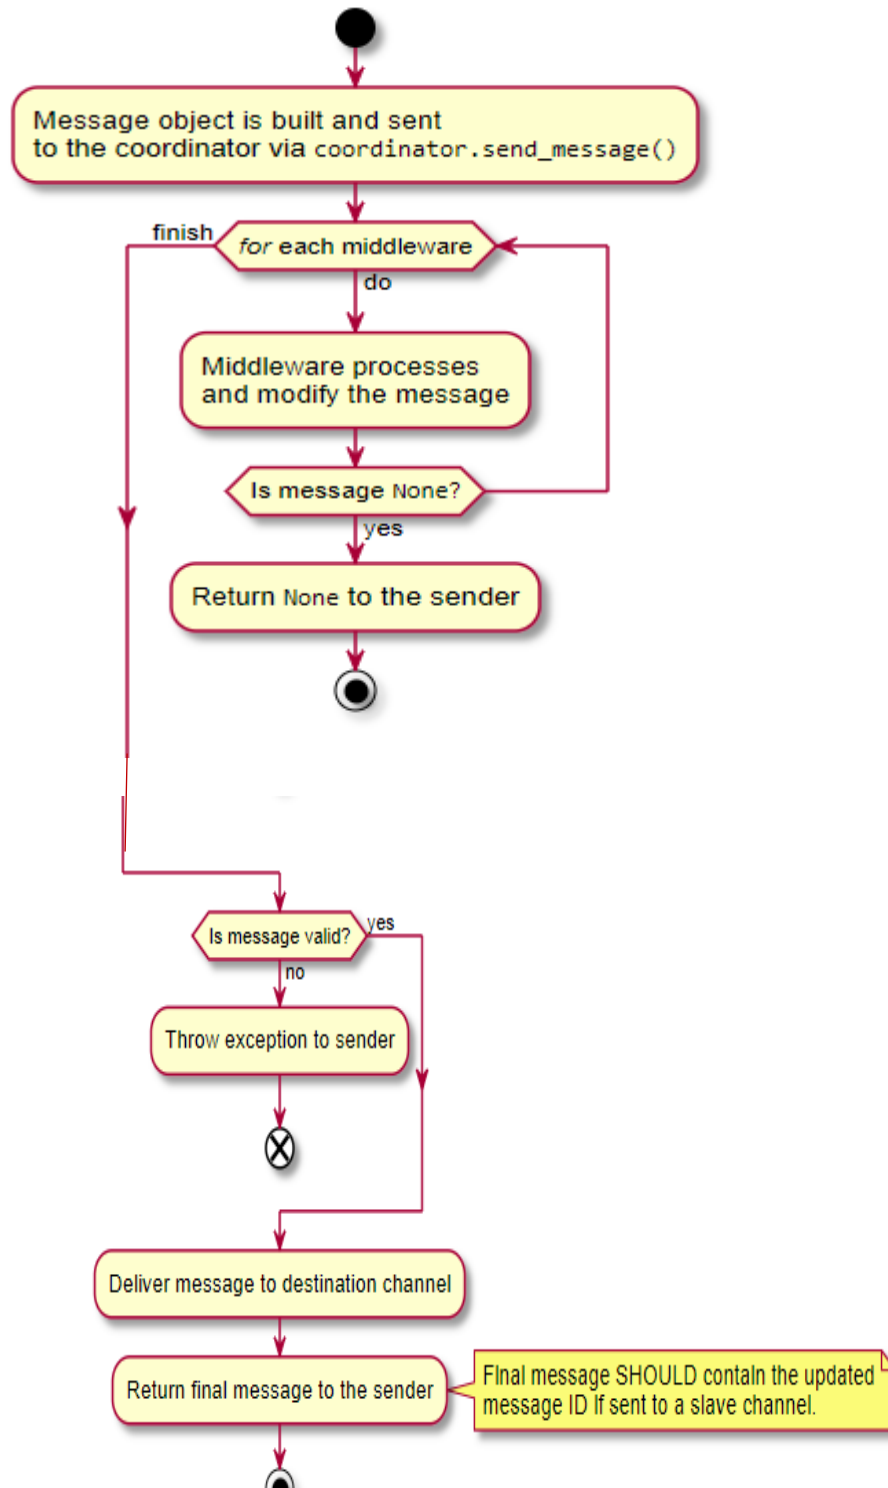 Message object is built and sent
to the coordinator via coordinator.send_message()
finish
for each middleware
do
Middleware processes
and modify the message
Is message None?
yes
Return None to the sender
Is message valid?
yes
no
Throw exception to sender
Deliver message to destination channel
Return final message to the sender
Final message SHOULD contain the updated
message ID If sent to a slave channel.